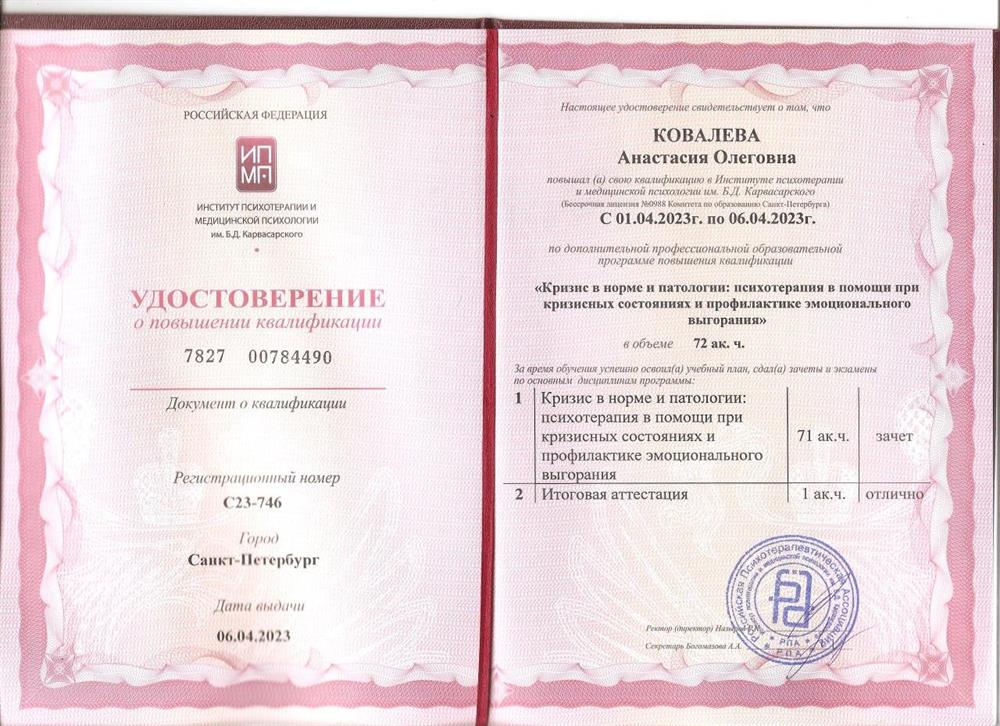 РОССИЙСКАЯ ФЕДЕРАЦИЯ
ИП
МП
ИНСТИТУТ ПСИХОТЕРАПИИ И
МЕДИЦИНСКОЙ ПСИХОЛОГИИ
им. Б.Д. Карвасарского
УДОСТОВЕРЕНИЕ
о повышении квалификации
7827 00784490
Документ о квалификации
Регистрационный номер
С23-746
Город
Санкт-Петербург
Дата выдачи
06.04.2023
Настоящее удостоверение свидетельствует о том, что
КОВАЛЕВА
Анастасия Олеговна
повышал (а) свою квалификацию в Институте психотерапии
и медицинской психологии им. Б.Д. Карвасарского
(Бессрочная лицензия №0988 Комитета по образованию Санкт-Петербурга)
С 01.04.2023г. по 06.04.2023г.
по дополнительной профессиональной образовательной
программе повышения квалификации
«Кризис в норме и патологии: психотерапия в помощи при
кризисных состояниях и профилактике эмоционального
выгорания»
в объеме 72 ак. ч.
За время обучения успешно освоил(а) учебный план, сдал(а) зачеты и экзамены
по основным дисциплинам программы:
1 Кризис в норме и патологии:
психотерапия в помощи при
кризисных состояниях и 71 ак.ч. зачет
профилактике эмоционального
выгорания
2 Итоговая аттестация 1 ак.ч. отлично
Российская Психотерапевтическая Ассоциация
РПА
РПА
Ректор (директор)
Секретарь Богомазова А.А.